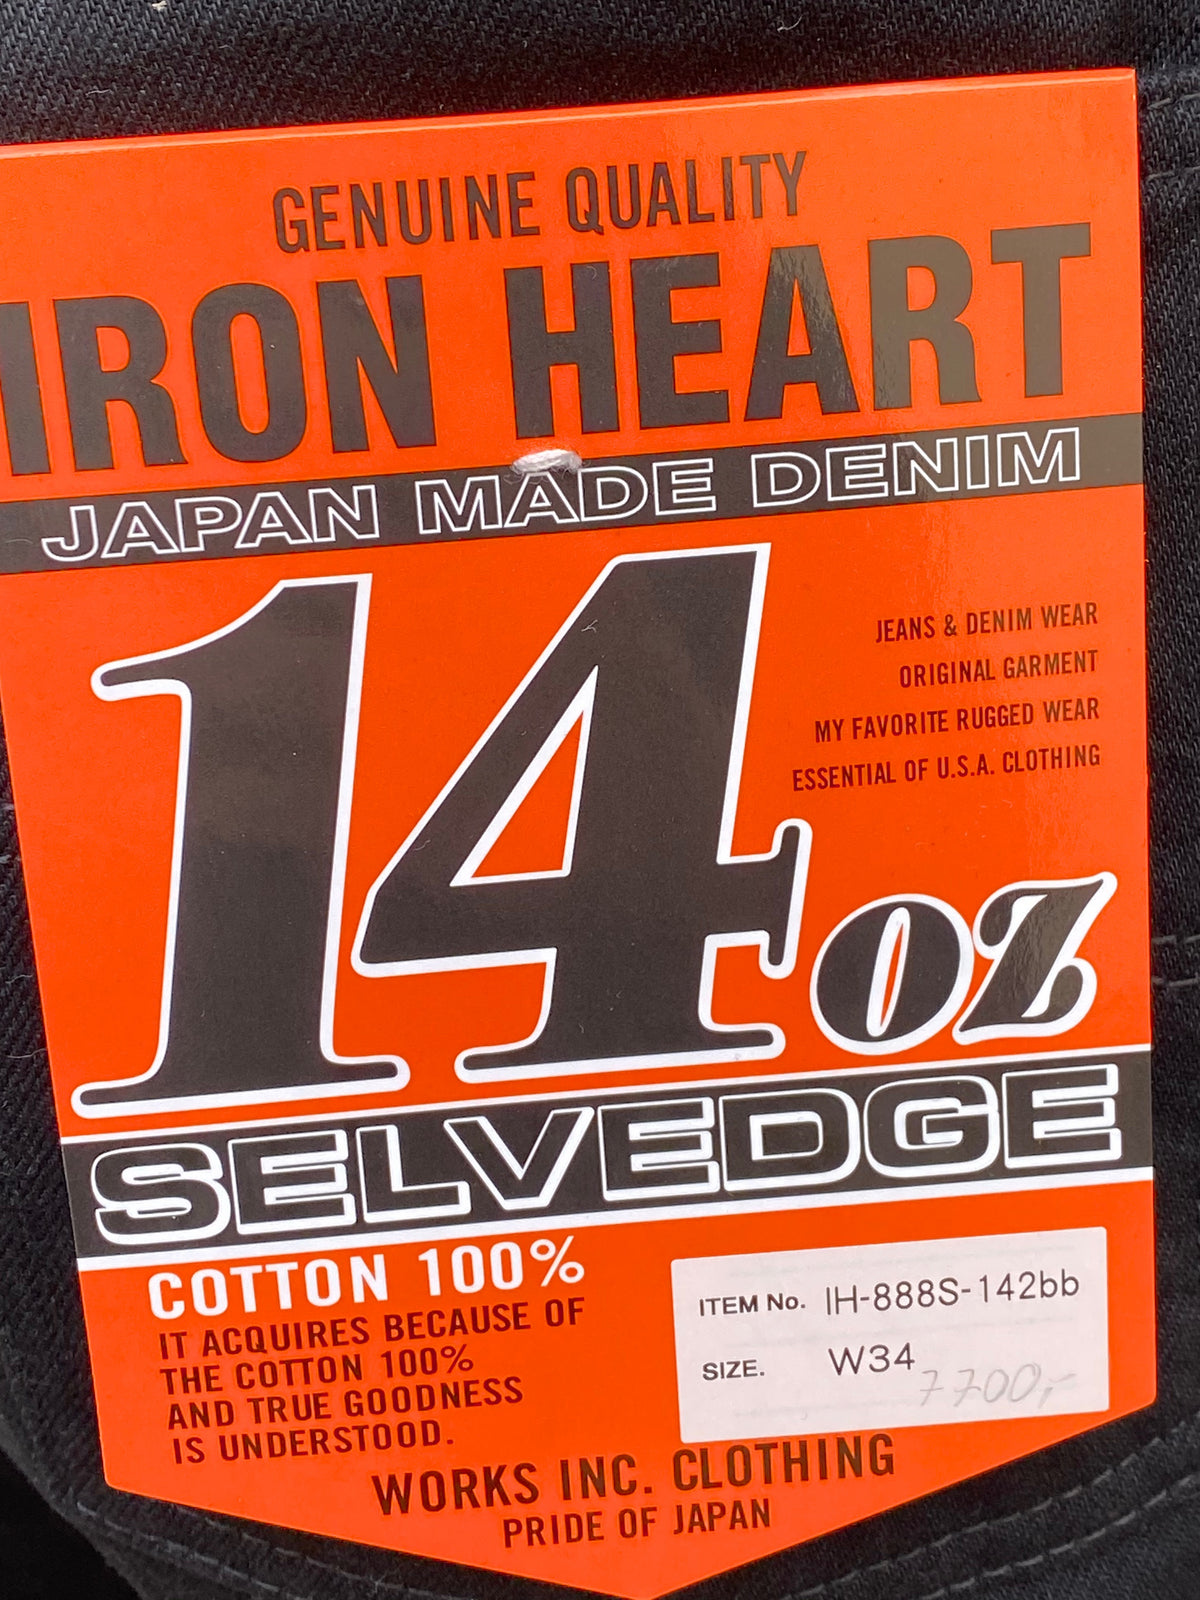 GENUINE QUALITY
IRON HEART
JAPAN MADE DENIM
14oz
JEANS & DENIM WEAR
ORIGINAL GARMENT
MY FAVORITE RUGGED WEAR
ESSENTIAL OF U.S.A. CLOTHING
SELVEDGE
COTTON 100%
IT ACQUIRES BECAUSE OF
THE COTTON 100%
AND TRUE GOODNESS
IS UNDERSTOOD.
ITEM No. IH-888S-142bb
SIZE. W34
7700,-
WORKS INC. CLOTHING
PRIDE OF JAPAN